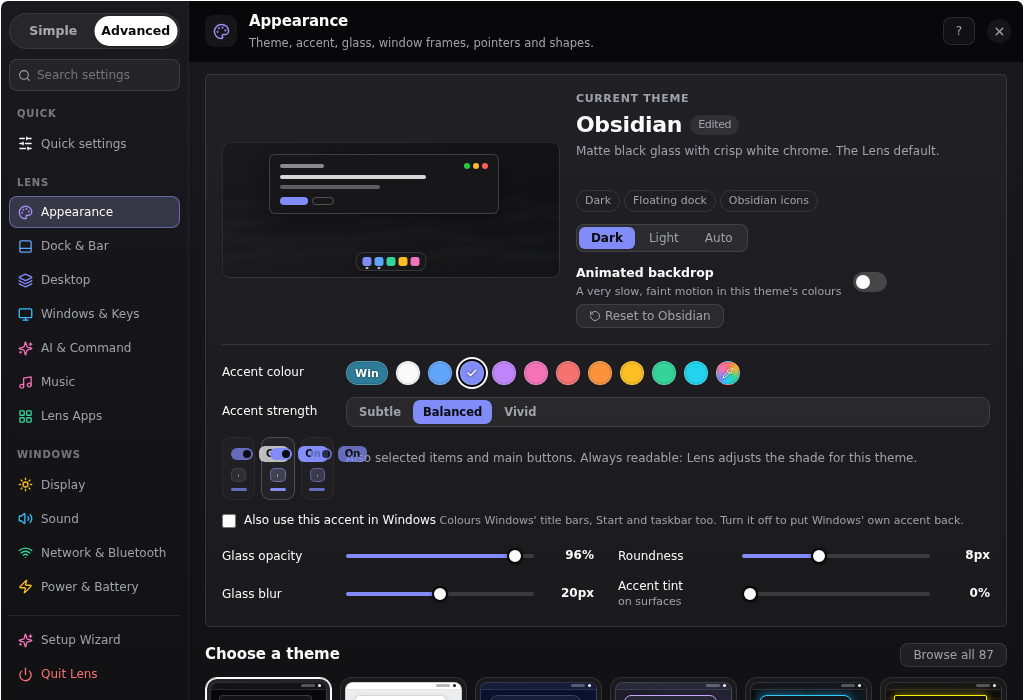 Simple
Advanced
Search settings
QUICK
Quick settings
LENS
Appearance
Dock & Bar
Desktop
Windows & Keys
AI & Command
Music
Lens Apps
WINDOWS
Display
Sound
Network & Bluetooth
Power & Battery
Setup Wizard
Quit Lens
Appearance
Theme, accent, glass, window frames, pointers and shapes.
?
CURRENT THEME
Obsidian Edited
Matte black glass with crisp white chrome. The Lens default.
Dark Floating dock Obsidian icons
Dark Light Auto
Animated backdrop
A very slow, faint motion in this theme's colours
Reset to Obsidian
Accent colour Win
Accent strength Subtle Balanced Vivid
On
selected items and main buttons. Always readable: Lens adjusts the shade for this theme.
Also use this accent in Windows Colours Windows' title bars, Start and taskbar too. Turn it off to put Windows' own accent back.
Glass opacity 96% Roundness 8px
Glass blur 20px Accent tint 0%
on surfaces
Choose a theme Browse all 87